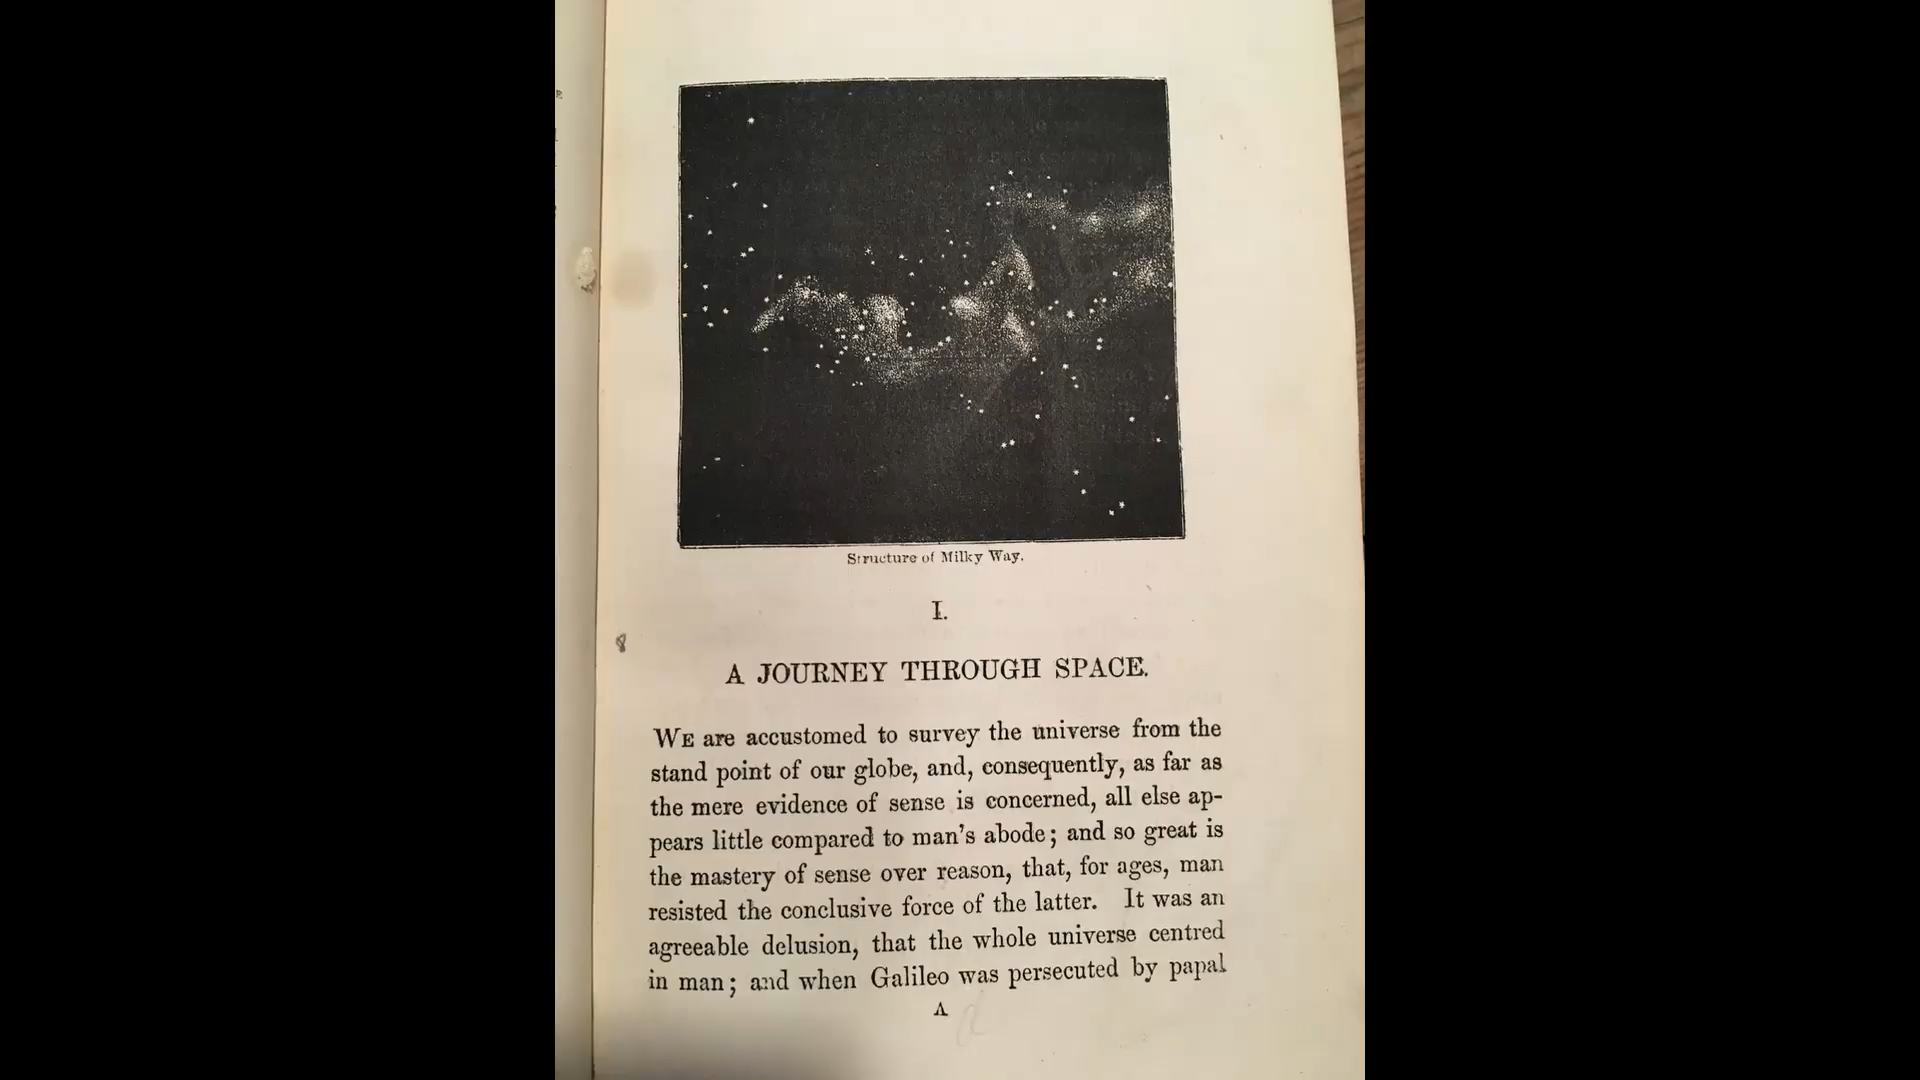 Structure of Milky Way.
I.
A JOURNEY THROUGH SPACE.
WE are accustomed to survey the universe from the
stand point of our globe, and, consequently, as far as
the mere evidence of sense is concerned, all else ap-
pears little compared to man's abode; and so great is
the mastery of sense over reason, that, for ages, man
resisted the conclusive force of the latter. It was an
agreeable delusion, that the whole universe centred
in man; and when Galileo was persecuted by papal
A